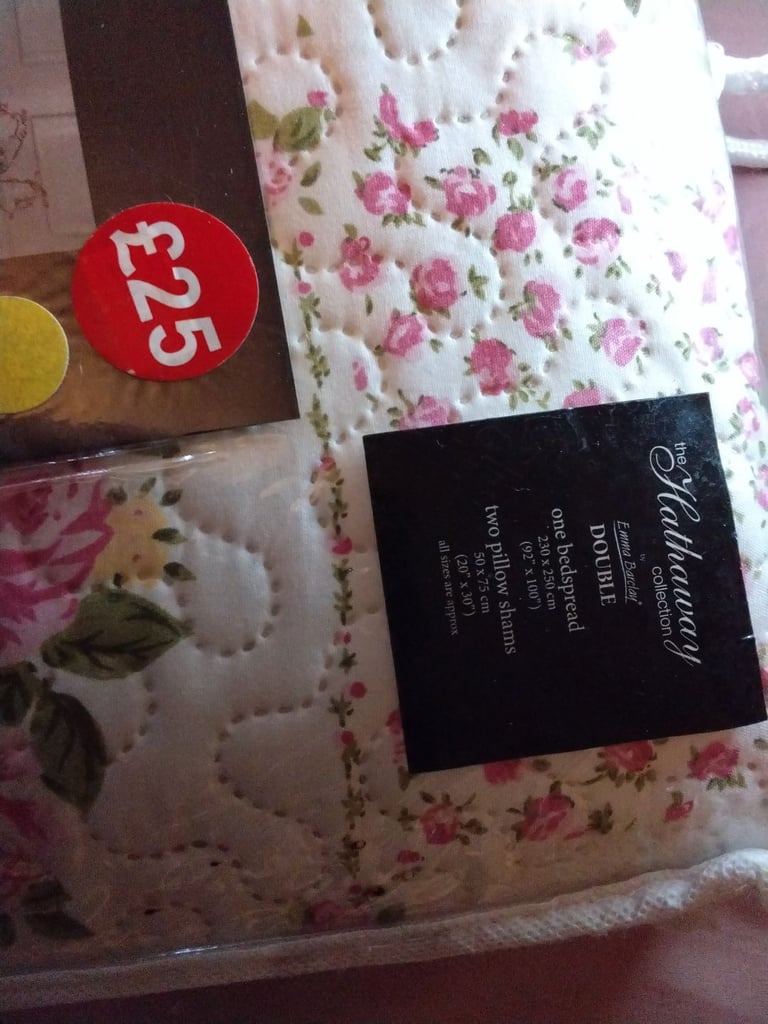 £25
the
Hathaway
collection
by
Emma Barclay®
DOUBLE
one bedspread
230 x 250 cm
(92" x 100")
two pillow shams
50 x 75 cm
(20" x 30")
all sizes are approx